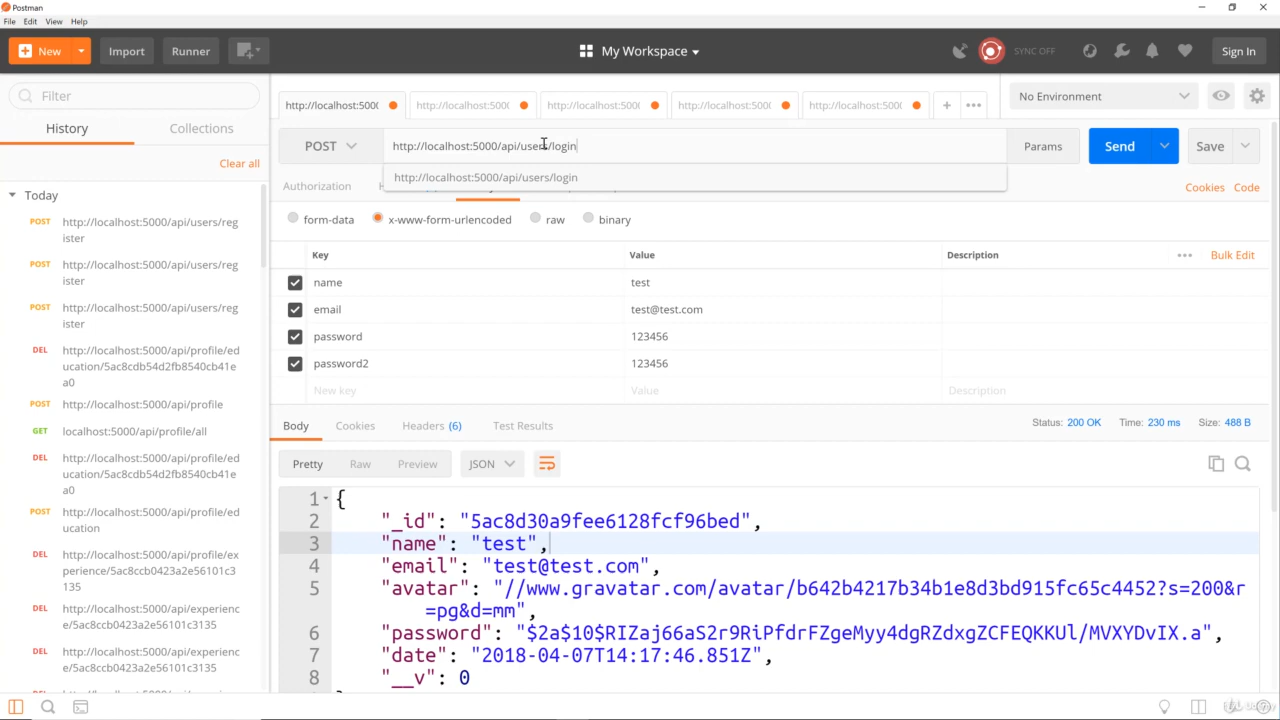 Postman
File Edit View Help
New
Import
Runner
My Workspace
SYNC OFF
Sign In
Filter
History
Collections
Clear all
Today
POST http://localhost:5000/api/users/reg
ister
POST http://localhost:5000/api/users/reg
ister
POST http://localhost:5000/api/users/reg
ister
DEL http://localhost:5000/api/profile/ed
ucation/5ac8cdb54d2fb8540cb41e
a0
POST http://localhost:5000/api/profile
GET localhost:5000/api/profile/all
DEL http://localhost:5000/api/profile/ed
ucation/5ac8cdb54d2fb8540cb41e
a0
POST http://localhost:5000/api/profile/ed
ucation
DEL http://localhost:5000/api/profile/ex
perience/5ac8ccb0423a2e56101c3
135
DEL http://localhost:5000/api/experienc
e/5ac8ccb0423a2e56101c3135
DEL http://localhost:5000/api/experienc
e/5ac8ccb0423a2e56101c3135
http://localhost:500( http://localhost:500( http://localhost:500( http://localhost:500( http://localhost:500(
No Environment
POST http://localhost:5000/api/users/login
Params
Send
Save
http://localhost:5000/api/users/login
Authorization
Cookies Code
form-data x-www-form-urlencoded raw binary
Key Value Description Bulk Edit
name test
email test@test.com
password 123456
password2 123456
New key Value Description
Body Cookies Headers (6) Test Results
Status: 200 OK Time: 230 ms Size: 488 B
Pretty Raw Preview JSON
1 {
2 "_id": "5ac8d30a9fee6128fcf96bed",
3 "name": "test",
4 "email": "test@test.com",
5 "avatar": "//www.gravatar.com/avatar/b642b4217b34b1e8d3bd915fc65c4452?s=200&r
=pg&d=mm",
6 "password": "$2a$10$RIZaj66aS2r9RiPfdrFZgeMyy4dgRZdxgZCFEQKKUl/MVXYDvIX.a",
7 "date": "2018-04-07T14:17:46.851Z",
8 "__v": 0